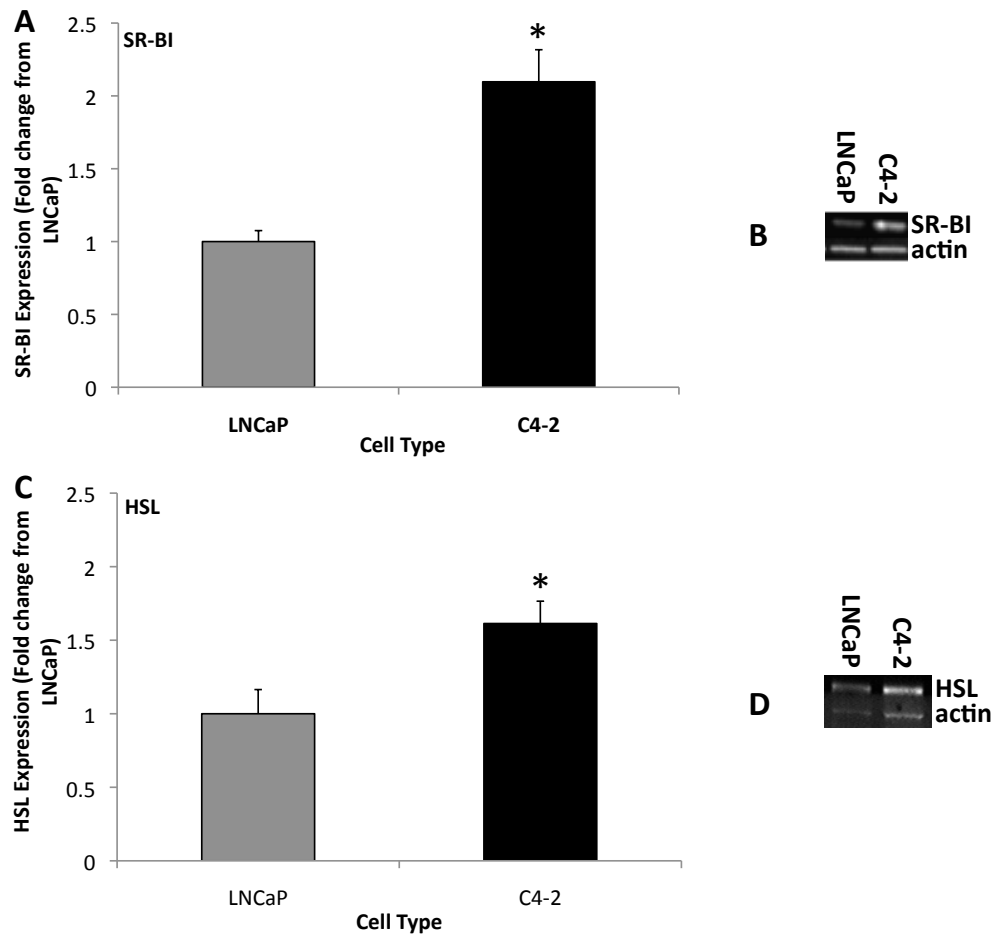 A
SR-BI
2.5
2
1.5
1
0.5
0
SR-BI Expression (Fold change from
LNCaP)
*
LNCaP
C4-2
Cell Type
B
LNCaP
C4-2
SR-BI
actin
C
HSL
2.5
2
1.5
1
0.5
0
HSL Expression (Fold change from
LNCaP)
*
LNCaP
C4-2
Cell Type
D
LNCaP
C4-2
HSL
actin